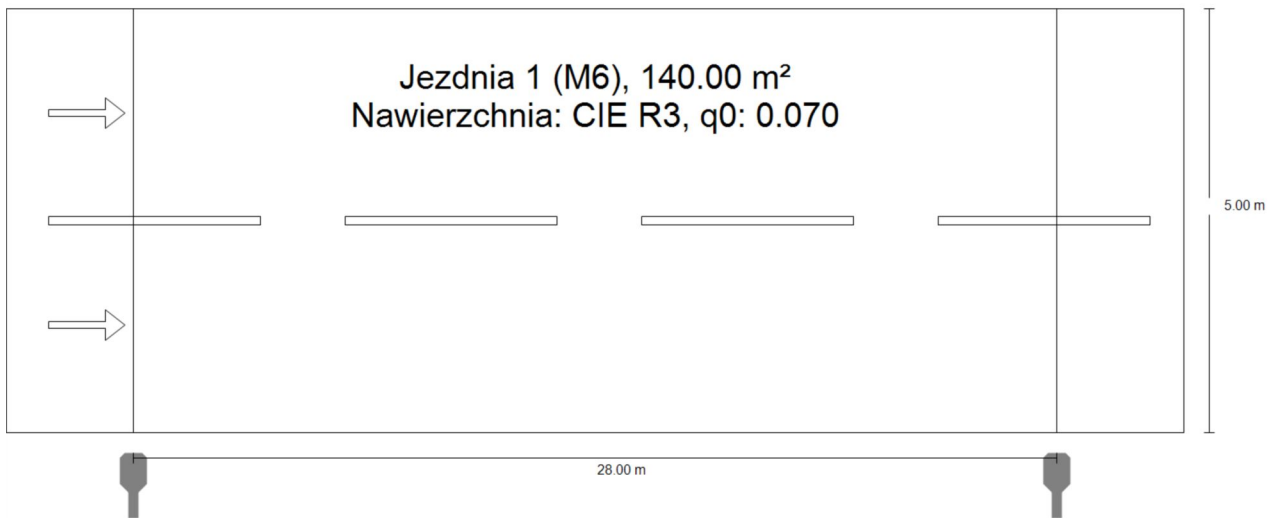 Jezdnia 1 (M6), 140.00 m²
Nawierzchnia: CIE R3, q0: 0.070
5.00 m
28.00 m